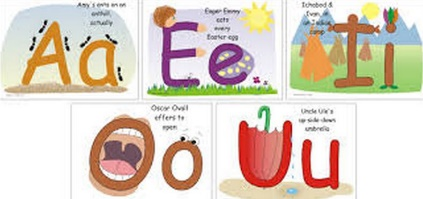 Amy's ants on an
anthill,
actually
Aa
Eager Emmy
eats
every
Easter egg
Ee
Ichabod &
Ivan,
camp
Ii
Oscar Ovall
offers to
open
Oo
Uncle Ule's
up-side-down
umbrella
Uu